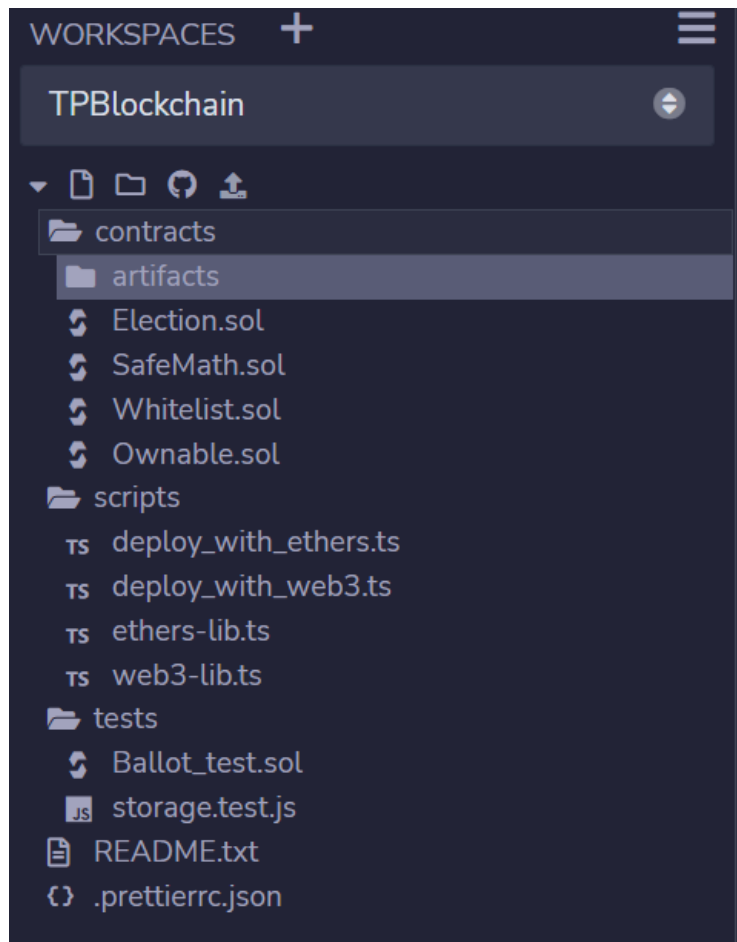 WORKSPACES
TPBlockchain
contracts
artifacts
Election.sol
SafeMath.sol
Whitelist.sol
Ownable.sol
scripts
TS deploy_with_ethers.ts
TS deploy_with_web3.ts
TS ethers-lib.ts
TS web3-lib.ts
tests
Ballot_test.sol
JS storage.test.js
README.txt
{} .prettierrc.json